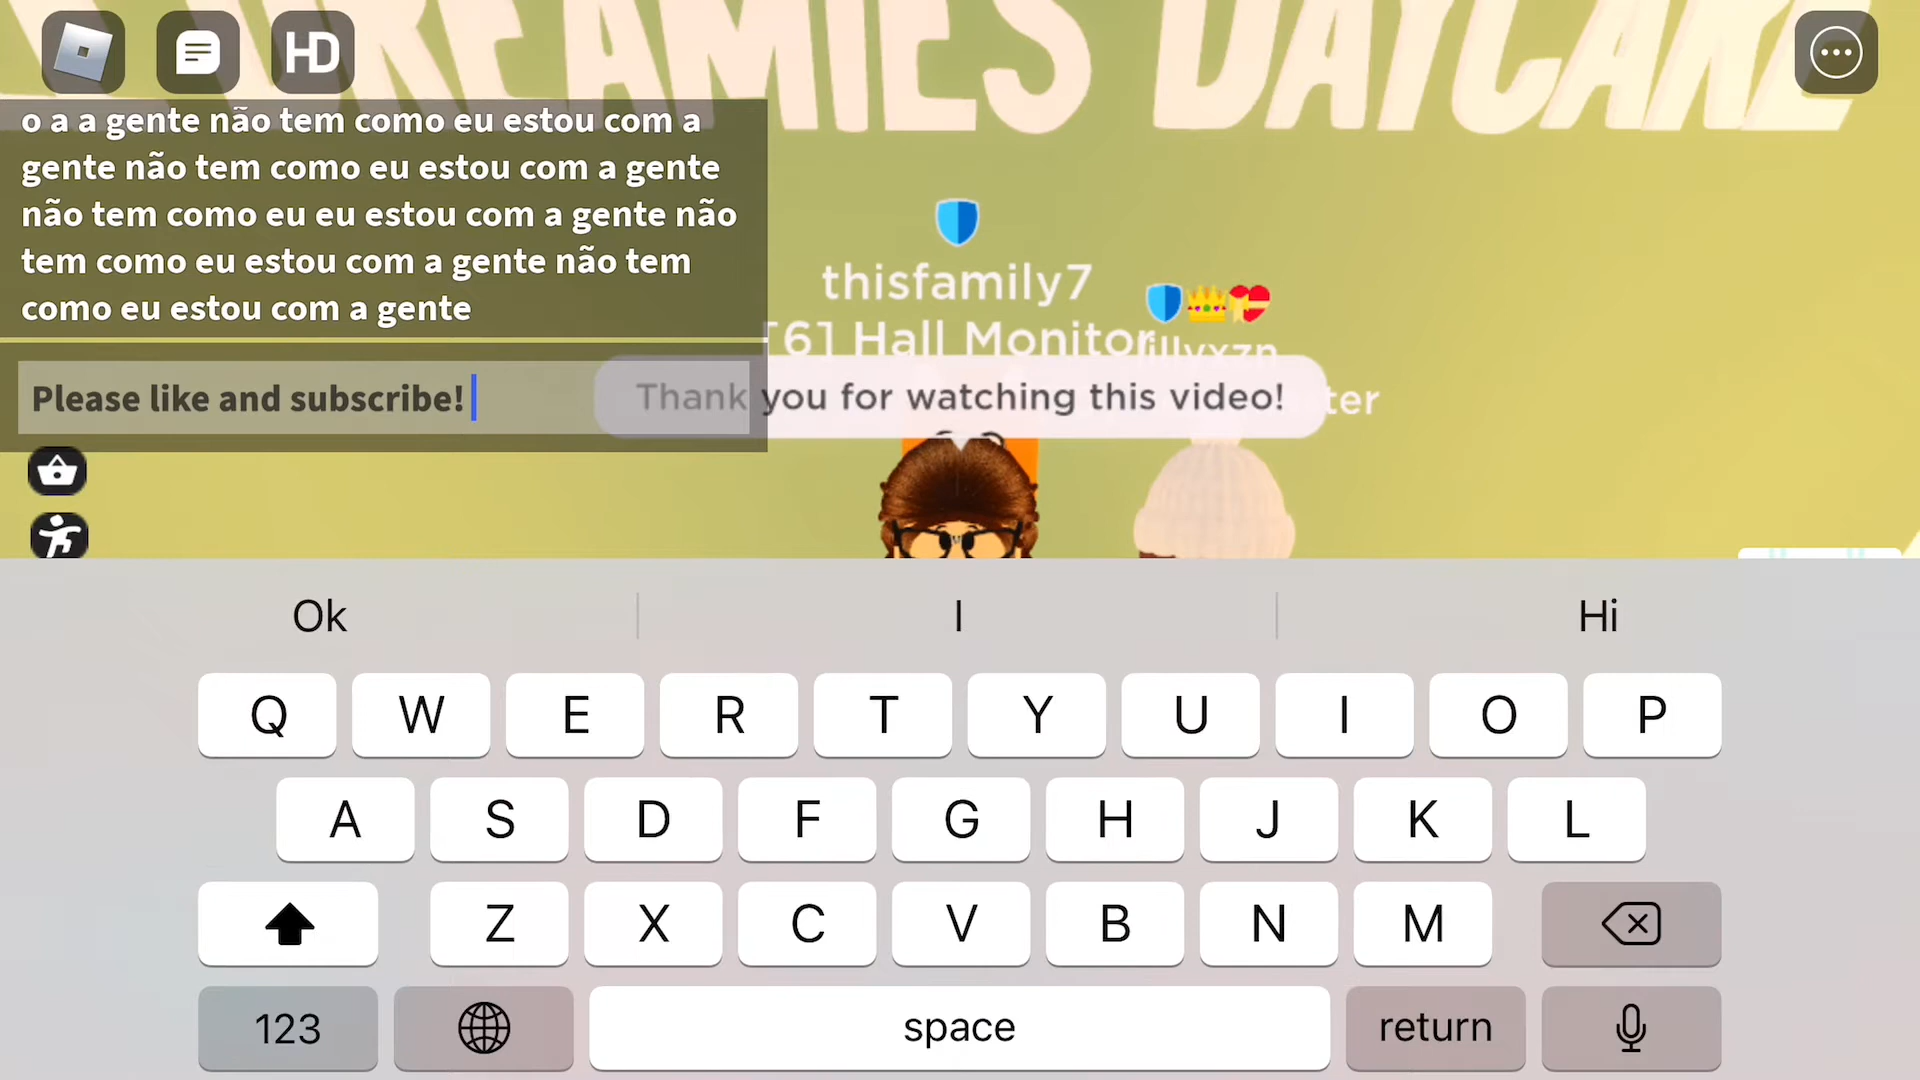 DREAMIES DAYCARE
HD
o a a gente não tem como eu estou com a
gente não tem como eu estou com a gente
não tem como eu eu estou com a gente não
tem como eu estou com a gente não tem
como eu estou com a gente
thisfamily7
[6] Hall Monitor
Please like and subscribe!
Thank you for watching this video!
Ok
I
Hi
Q W E R T Y U I O P
A S D F G H J K L
Z X C V B N M
123
space
return